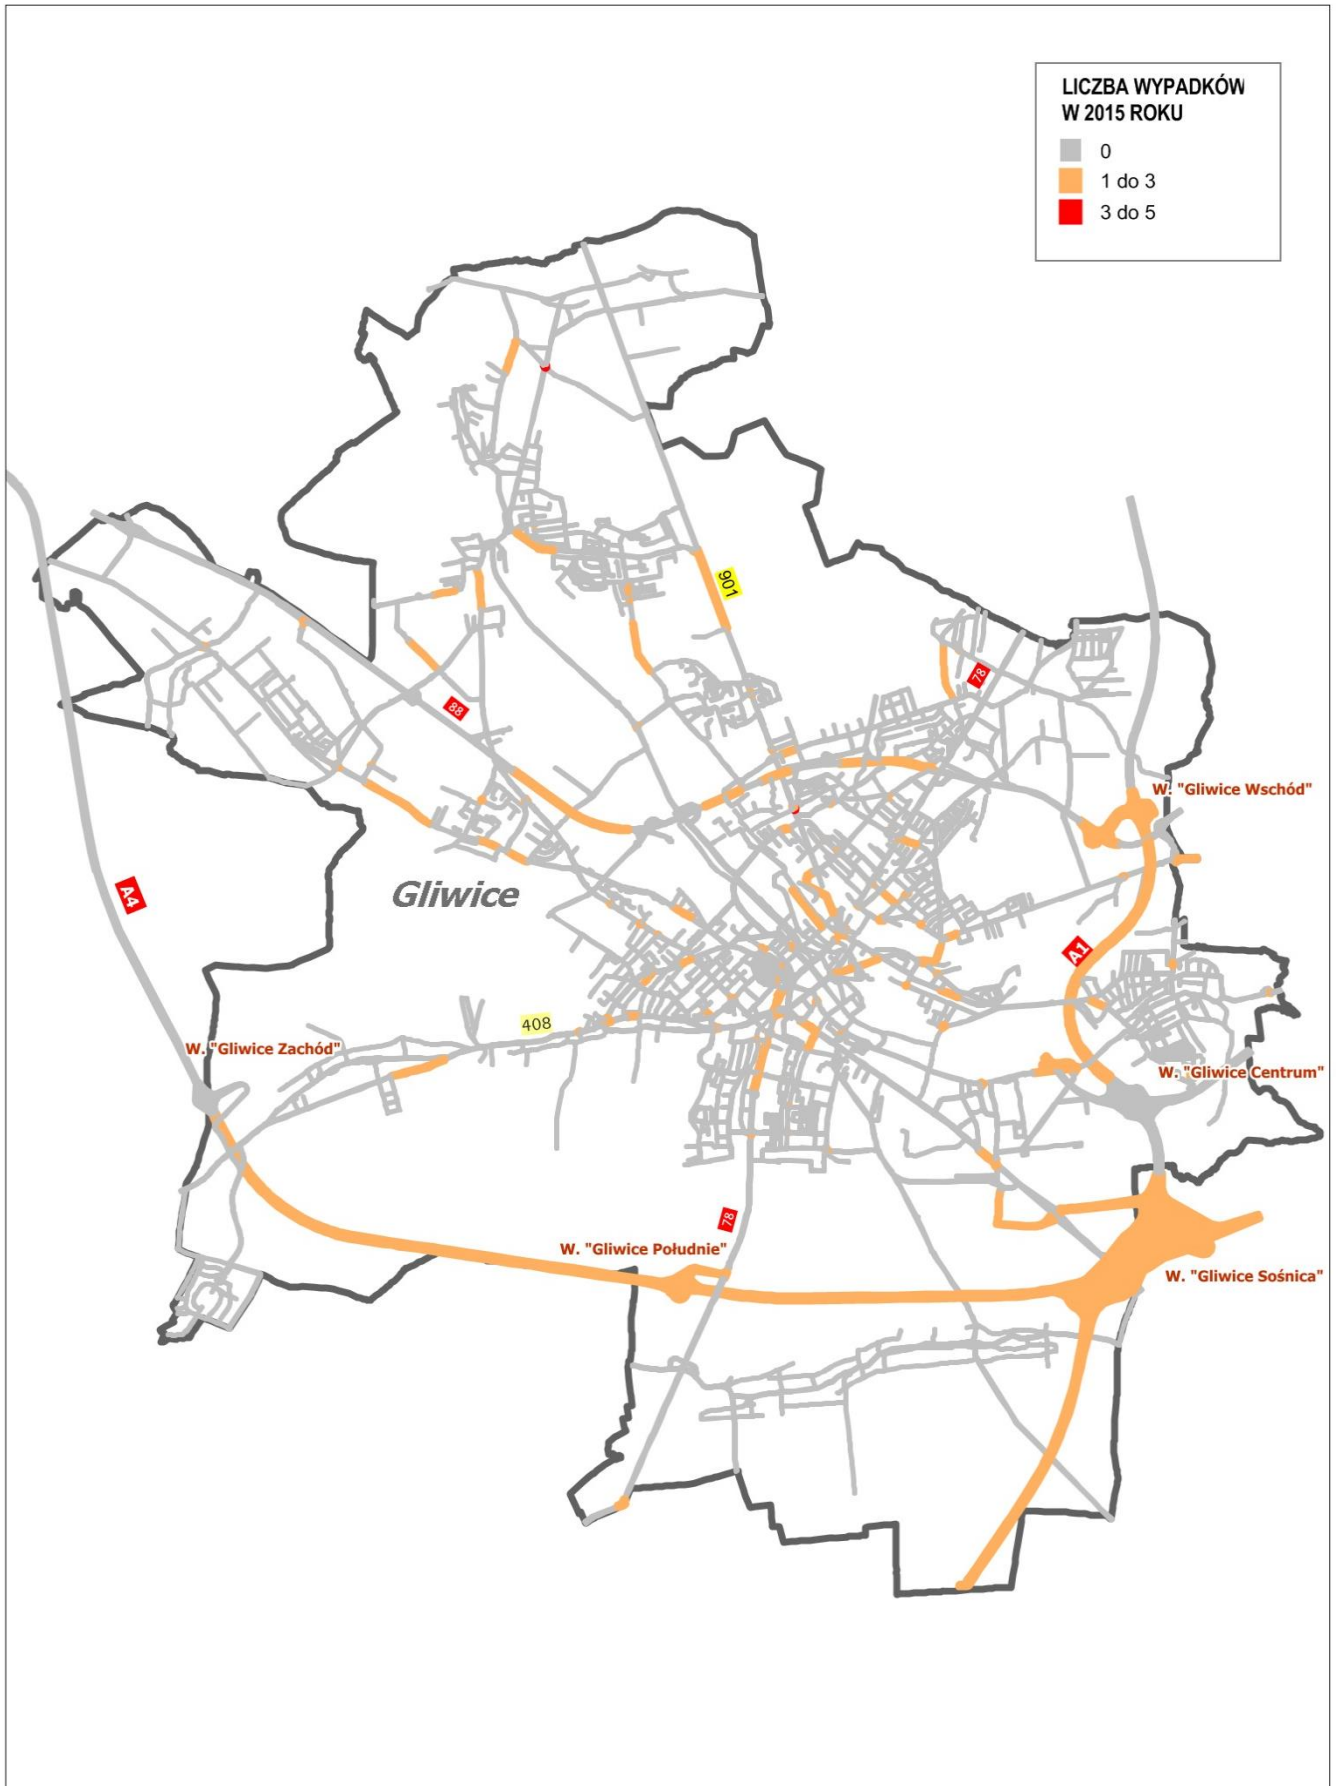 LICZBA WYPADKÓW
W 2015 ROKU
0
1 do 3
3 do 5
901
78
88
W. "Gliwice Wschód"
A4
Gliwice
A1
408
W. "Gliwice Zachód"
W. "Gliwice Centrum"
78
W. "Gliwice Południe"
W. "Gliwice Sośnica"